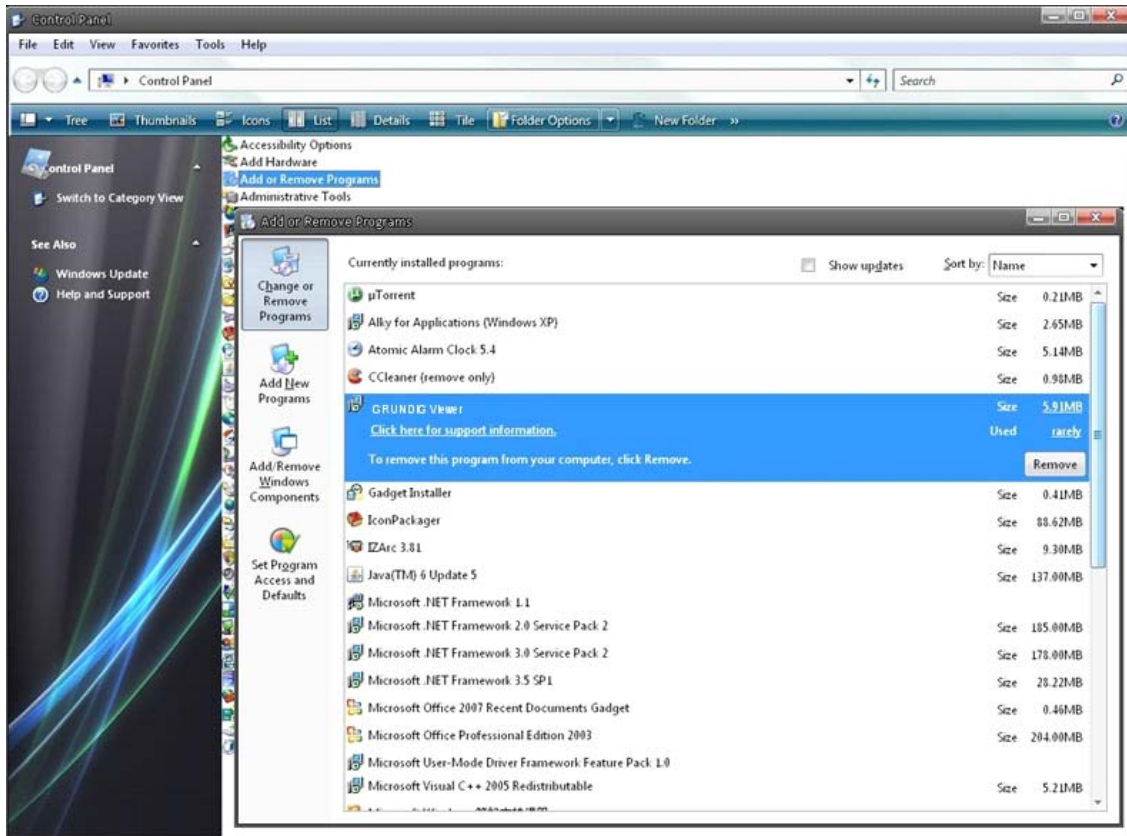 Control Panel
File Edit View Favorites Tools Help
Control Panel
Search
Tree Thumbnails Icons List Details Tile Folder Options New Folder »
Control Panel
Switch to Category View
See Also
Windows Update
Help and Support
Accessibility Options
Add Hardware
Add or Remove Programs
Administrative Tools
Add or Remove Programs
Change or
Remove
Programs
Add New
Programs
Add/Remove
Windows
Components
Set Program
Access and
Defaults
Currently installed programs:
Show updates
Sort by: Name
µTorrent Size 0.21MB
Alky for Applications (Windows XP) Size 2.65MB
Atomic Alarm Clock 5.4 Size 5.14MB
CCleaner (remove only) Size 0.98MB
GRUNDIG Viewer Size 5.91MB
Click here for support information. Used rarely
To remove this program from your computer, click Remove. Remove
Gadget Installer Size 0.41MB
IconPackager Size 88.62MB
IZArc 3.81 Size 9.30MB
Java(TM) 6 Update 5 Size 137.00MB
Microsoft .NET Framework 1.1
Microsoft .NET Framework 2.0 Service Pack 2 Size 185.00MB
Microsoft .NET Framework 3.0 Service Pack 2 Size 178.00MB
Microsoft .NET Framework 3.5 SP1 Size 28.22MB
Microsoft Office 2007 Recent Documents Gadget Size 0.46MB
Microsoft Office Professional Edition 2003 Size 204.00MB
Microsoft User-Mode Driver Framework Feature Pack 1.0
Microsoft Visual C++ 2005 Redistributable Size 5.21MB